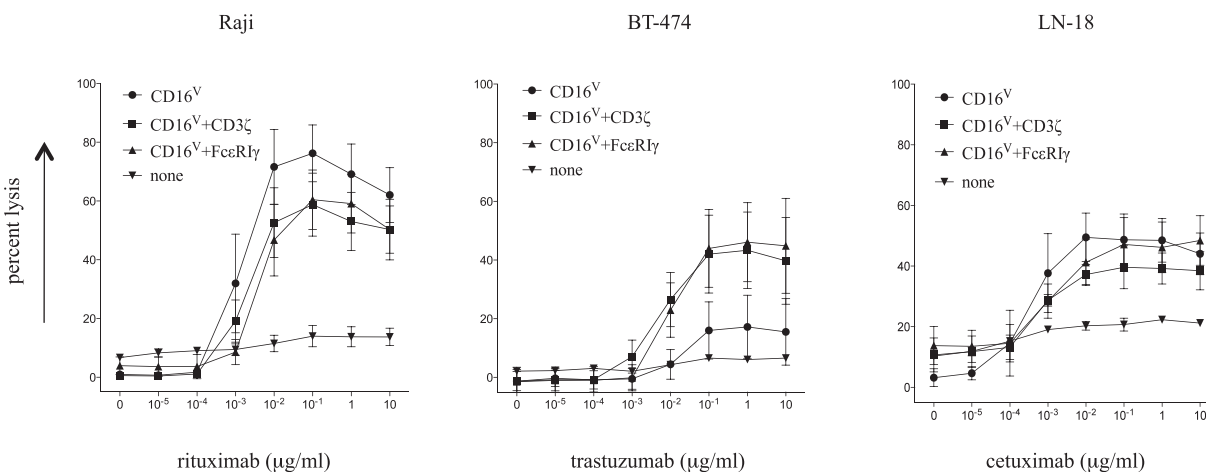 Raji
BT-474
LN-18
percent lysis
100
80
60
40
20
0
CD16V
CD16V+CD3ζ
CD16V+FcεRIγ
none
0 10-5 10-4 10-3 10-2 10-1 1 10
rituximab (μg/ml)
100
80
60
40
20
0
CD16V
CD16V+CD3ζ
CD16V+FcεRIγ
none
0 10-5 10-4 10-3 10-2 10-1 1 10
trastuzumab (μg/ml)
100
80
60
40
20
0
CD16V
CD16V+CD3ζ
CD16V+FcεRIγ
none
0 10-5 10-4 10-3 10-2 10-1 1 10
cetuximab (μg/ml)